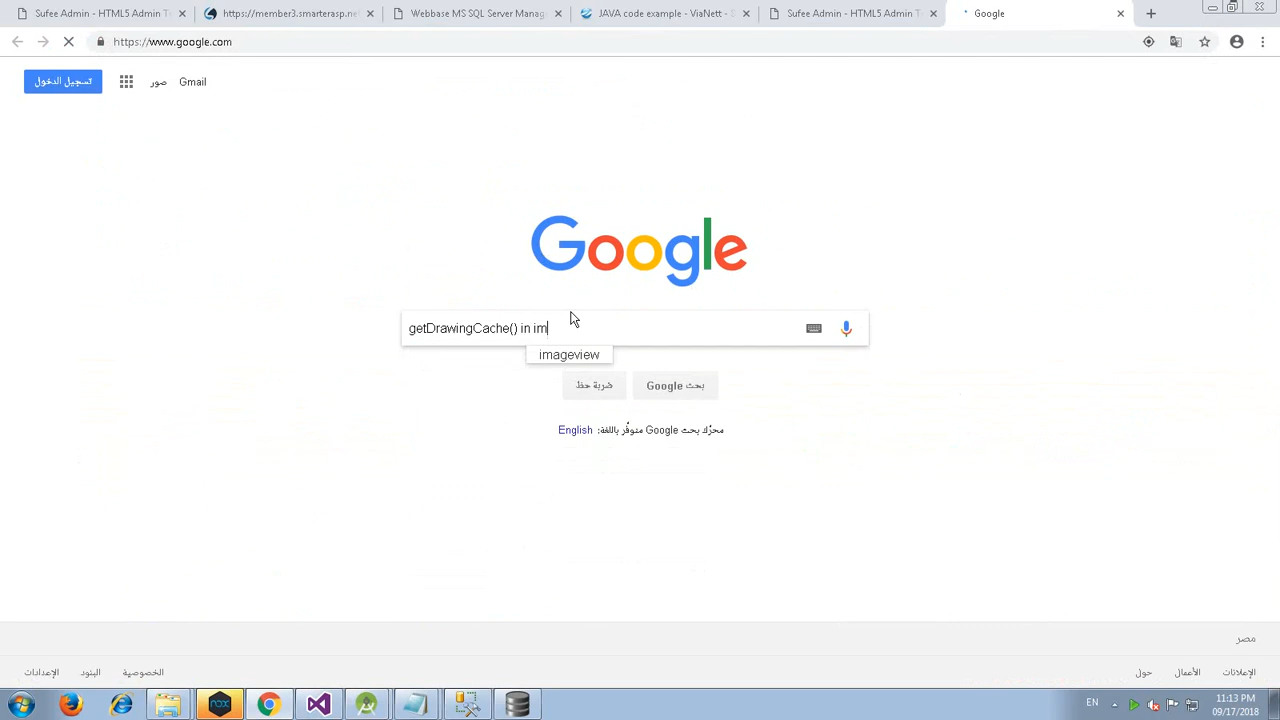 Sufee Admin - HTML5 Admin T
https://member3.smarterasp.ne
Webbase MS SQL Server Manag
JAVA code example - ViaNett - 
Sufee Admin - HTML5 Admin T
Google
https://www.google.com
تسجيل الدخول
صور
Gmail
Google
getDrawingCache() in im
imageview
ضربة حظ
بحث Google
محرّك بحث Google متوفّر باللغة: English
مصر
الإعلانات
الأعمال
حول
الخصوصية
البنود
الإعدادات
nox
EN
11:13 PM
09/17/2018